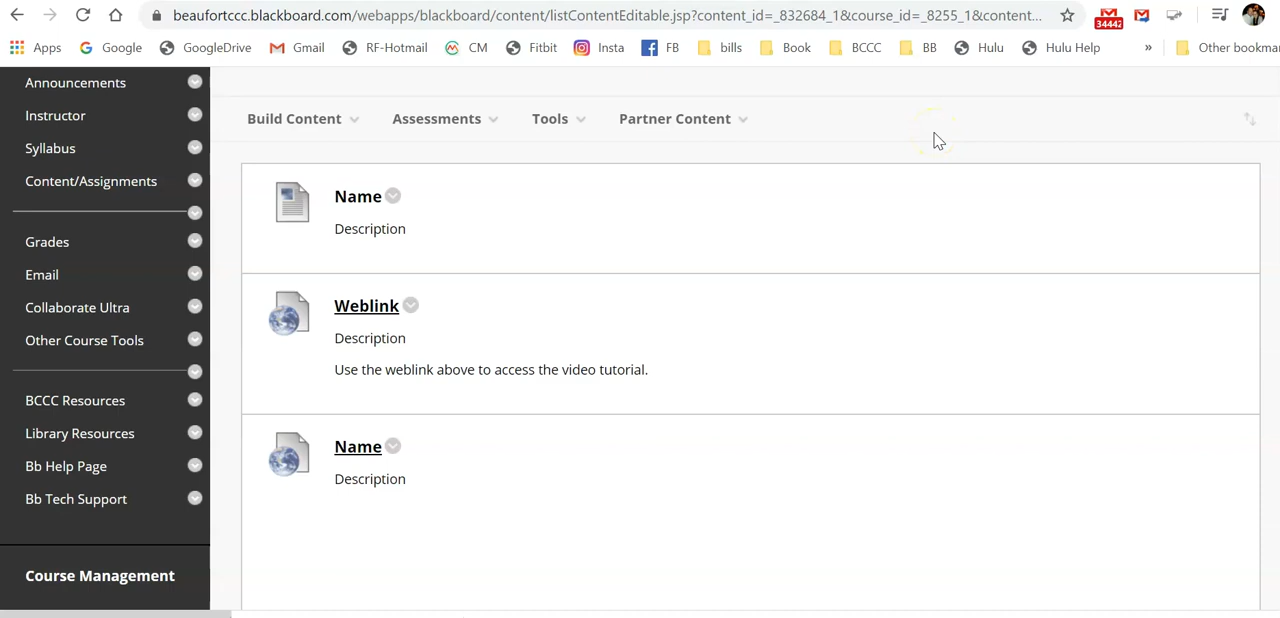 beaufortccc.blackboard.com/webapps/blackboard/content/listContentEditable.jsp?content_id=_832684_1&course_id=_8255_1&content...
34442
Apps Google GoogleDrive Gmail RF-Hotmail CM Fitbit Insta FB bills Book BCCC BB Hulu Hulu Help » Other bookmar
Announcements
Instructor
Syllabus
Content/Assignments
Grades
Email
Collaborate Ultra
Other Course Tools
BCCC Resources
Library Resources
Bb Help Page
Bb Tech Support
Course Management
Build Content Assessments Tools Partner Content
Name
Description
Weblink
Description
Use the weblink above to access the video tutorial.
Name
Description